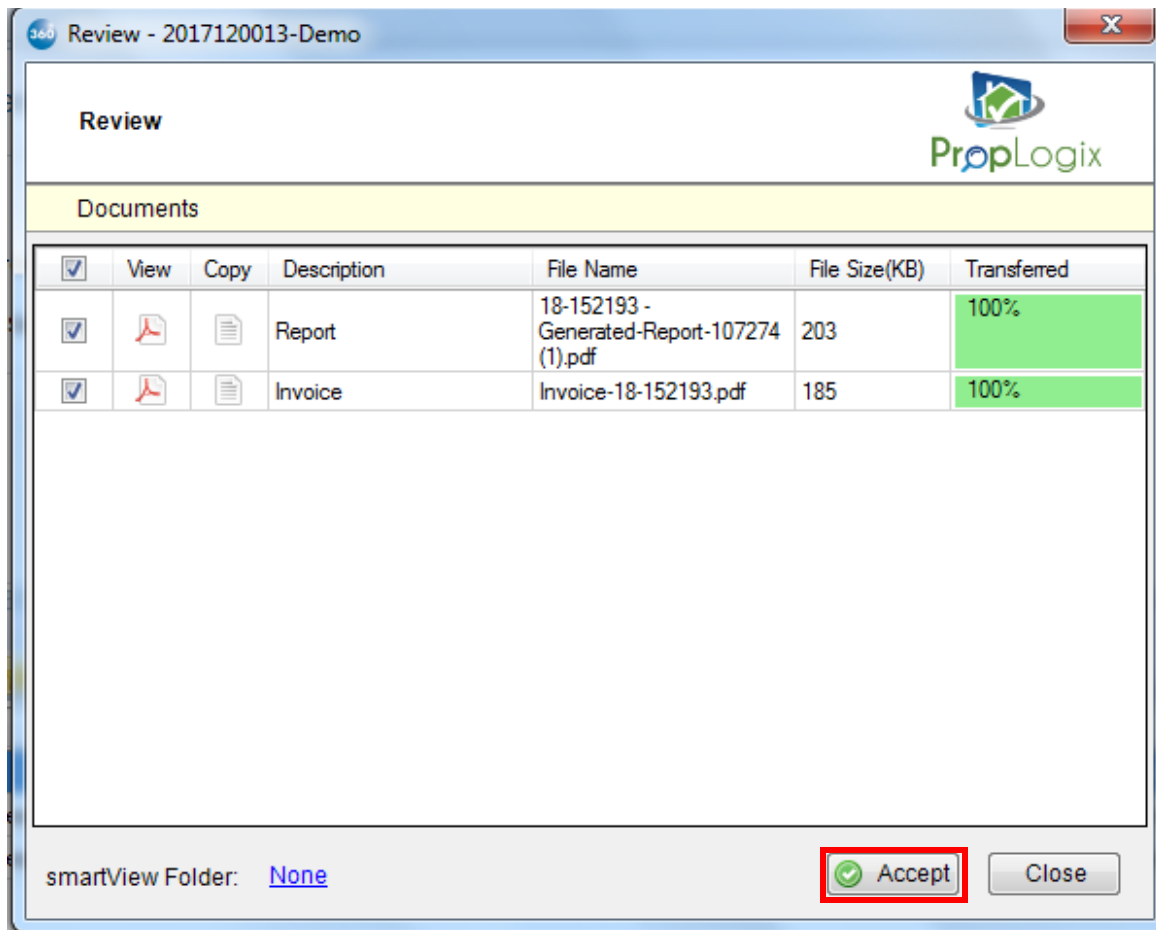 360 Review - 2017120013-Demo
X
Review
PropLogix
Documents
View Copy Description File Name File Size(KB) Transferred
18-152193 -
Report Generated-Report-107274 203 100%
(1).pdf
Invoice Invoice-18-152193.pdf 185 100%
smartView Folder: None Accept Close